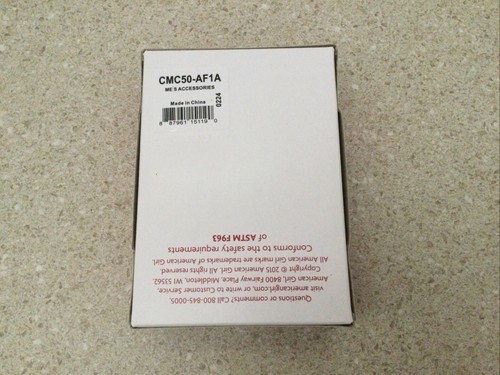 CMC50-AF1A
ME'S ACCESSORIES
Made in China
0224
8 87961 15119 0
Questions or comments? Call 800-845-0005,
visit americangirl.com, or write to Customer Service,
American Girl, 8400 Fairway Place, Middleton, WI 53562.
Copyright © 2015 American Girl. All rights reserved.
All American Girl marks are trademarks of American Girl.
Conforms to the safety requirements
of ASTM F963